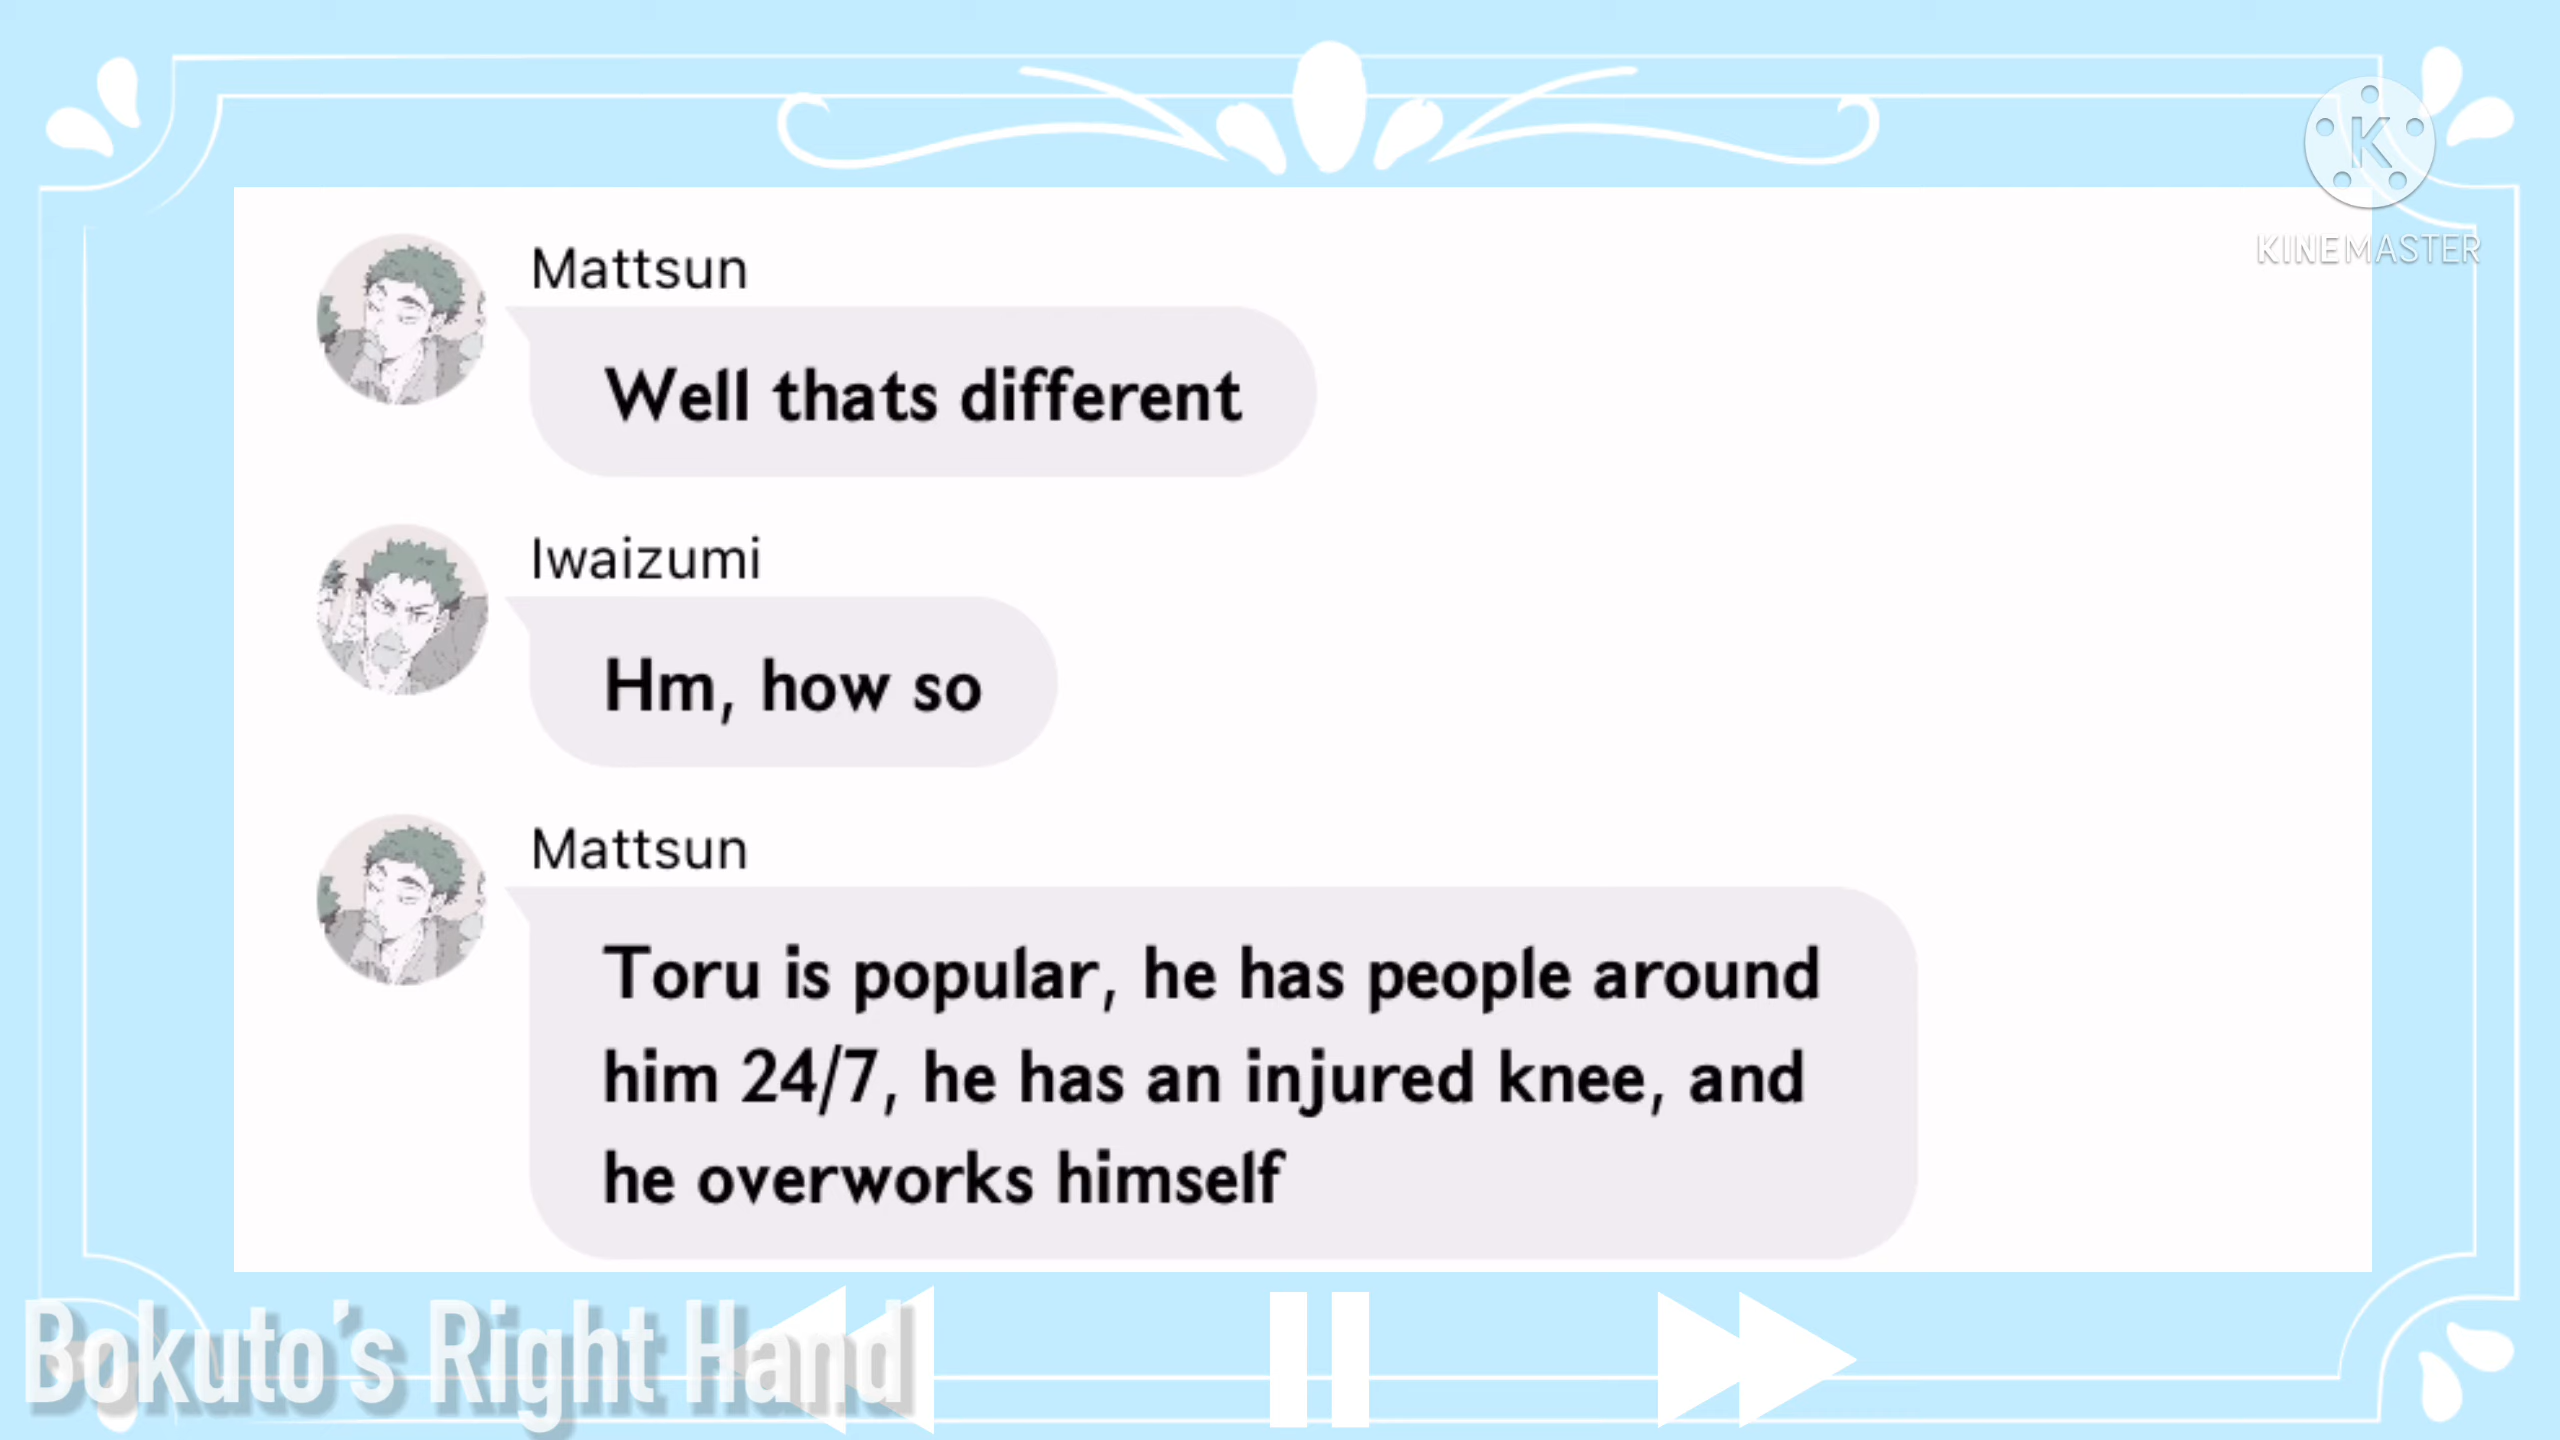 Mattsun
Well thats different
Iwaizumi
Hm, how so
Mattsun
Toru is popular, he has people around
him 24/7, he has an injured knee, and
he overworks himself
K
KINEMASTER
Bokuto's Right Hand